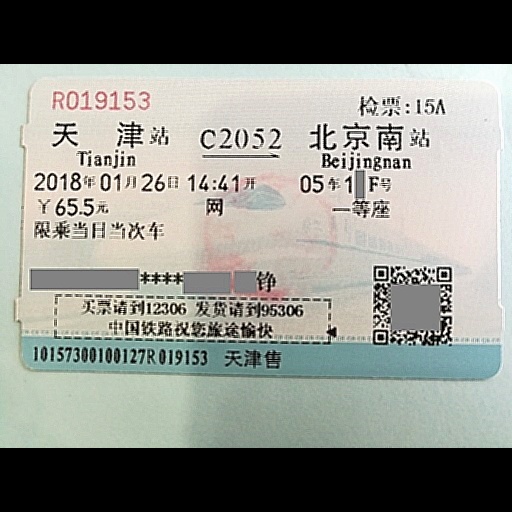 R019153
检票:15A
天 津站 C2052 北京南站
Tianjin Beijingnan
2018年01月26日14:41开 05车1 F号
￥65.5元 网 一等座
限乘当日当次车
**** 铮
买票请到12306 发货请到95306
中国铁路祝您旅途愉快
10157300100127R019153 天津售